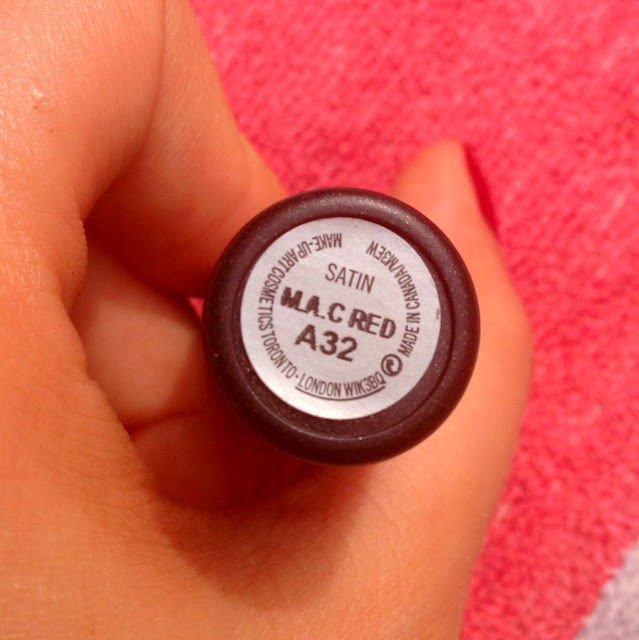 SATIN
M.A.C RED
A32
MAKE-UP ART COSMETICS TORONTO • LONDON W1K3BQ
MADE IN CANADA/M3EW